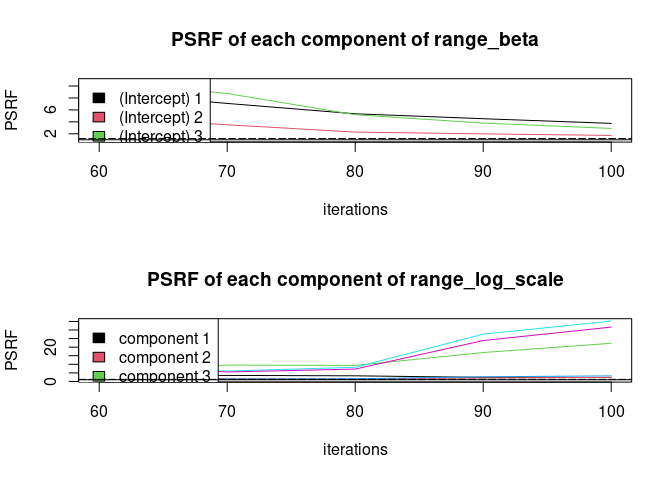 PSRF of each component of range_beta
PSRF
6
2
(Intercept) 1
(Intercept) 2
(Intercept) 3
60 70 80 90 100
iterations
PSRF of each component of range_log_scale
PSRF
20
0
component 1
component 2
component 3
60 70 80 90 100
iterations